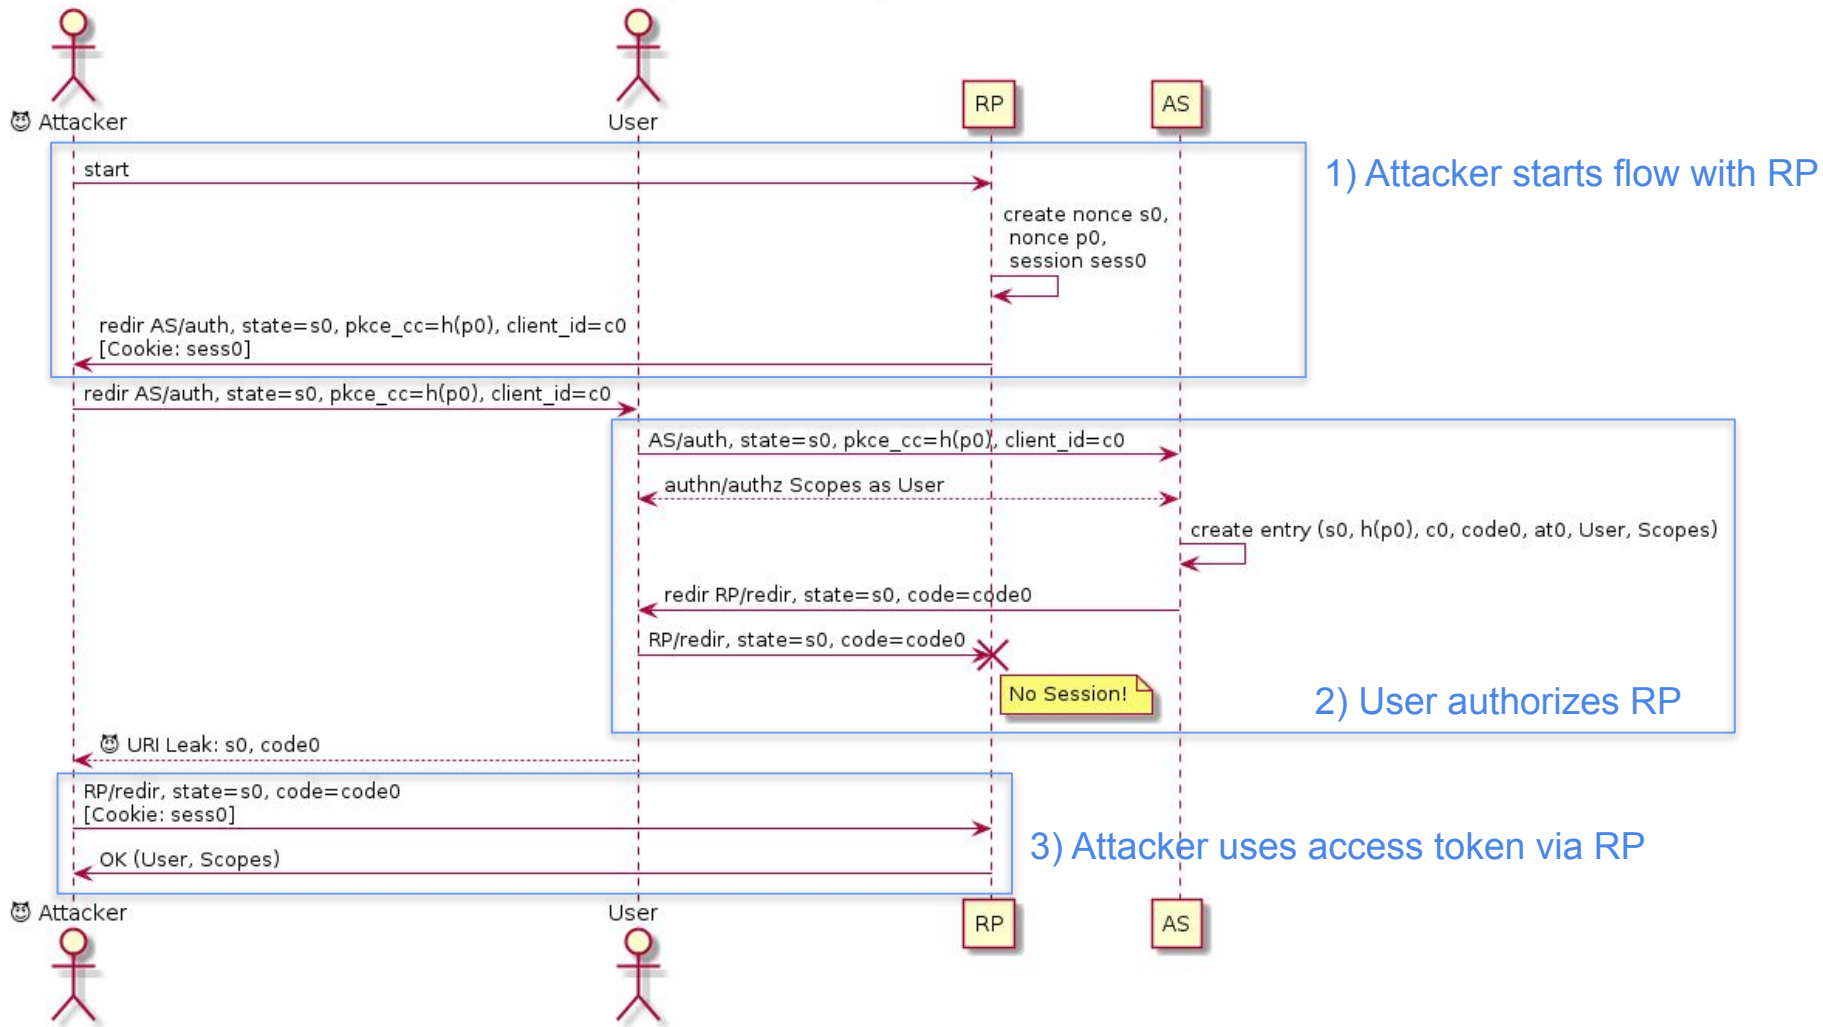 😈 Attacker
User
RP
AS
1) Attacker starts flow with RP
start
create nonce s0,
nonce p0,
session sess0
redir AS/auth, state=s0, pkce_cc=h(p0), client_id=c0
[Cookie: sess0]
redir AS/auth, state=s0, pkce_cc=h(p0), client_id=c0
AS/auth, state=s0, pkce_cc=h(p0), client_id=c0
authn/authz Scopes as User
create entry (s0, h(p0), c0, code0, at0, User, Scopes)
redir RP/redir, state=s0, code=code0
RP/redir, state=s0, code=code0
No Session!
2) User authorizes RP
😈 URI Leak: s0, code0
RP/redir, state=s0, code=code0
[Cookie: sess0]
3) Attacker uses access token via RP
OK (User, Scopes)
😈 Attacker
User
RP
AS